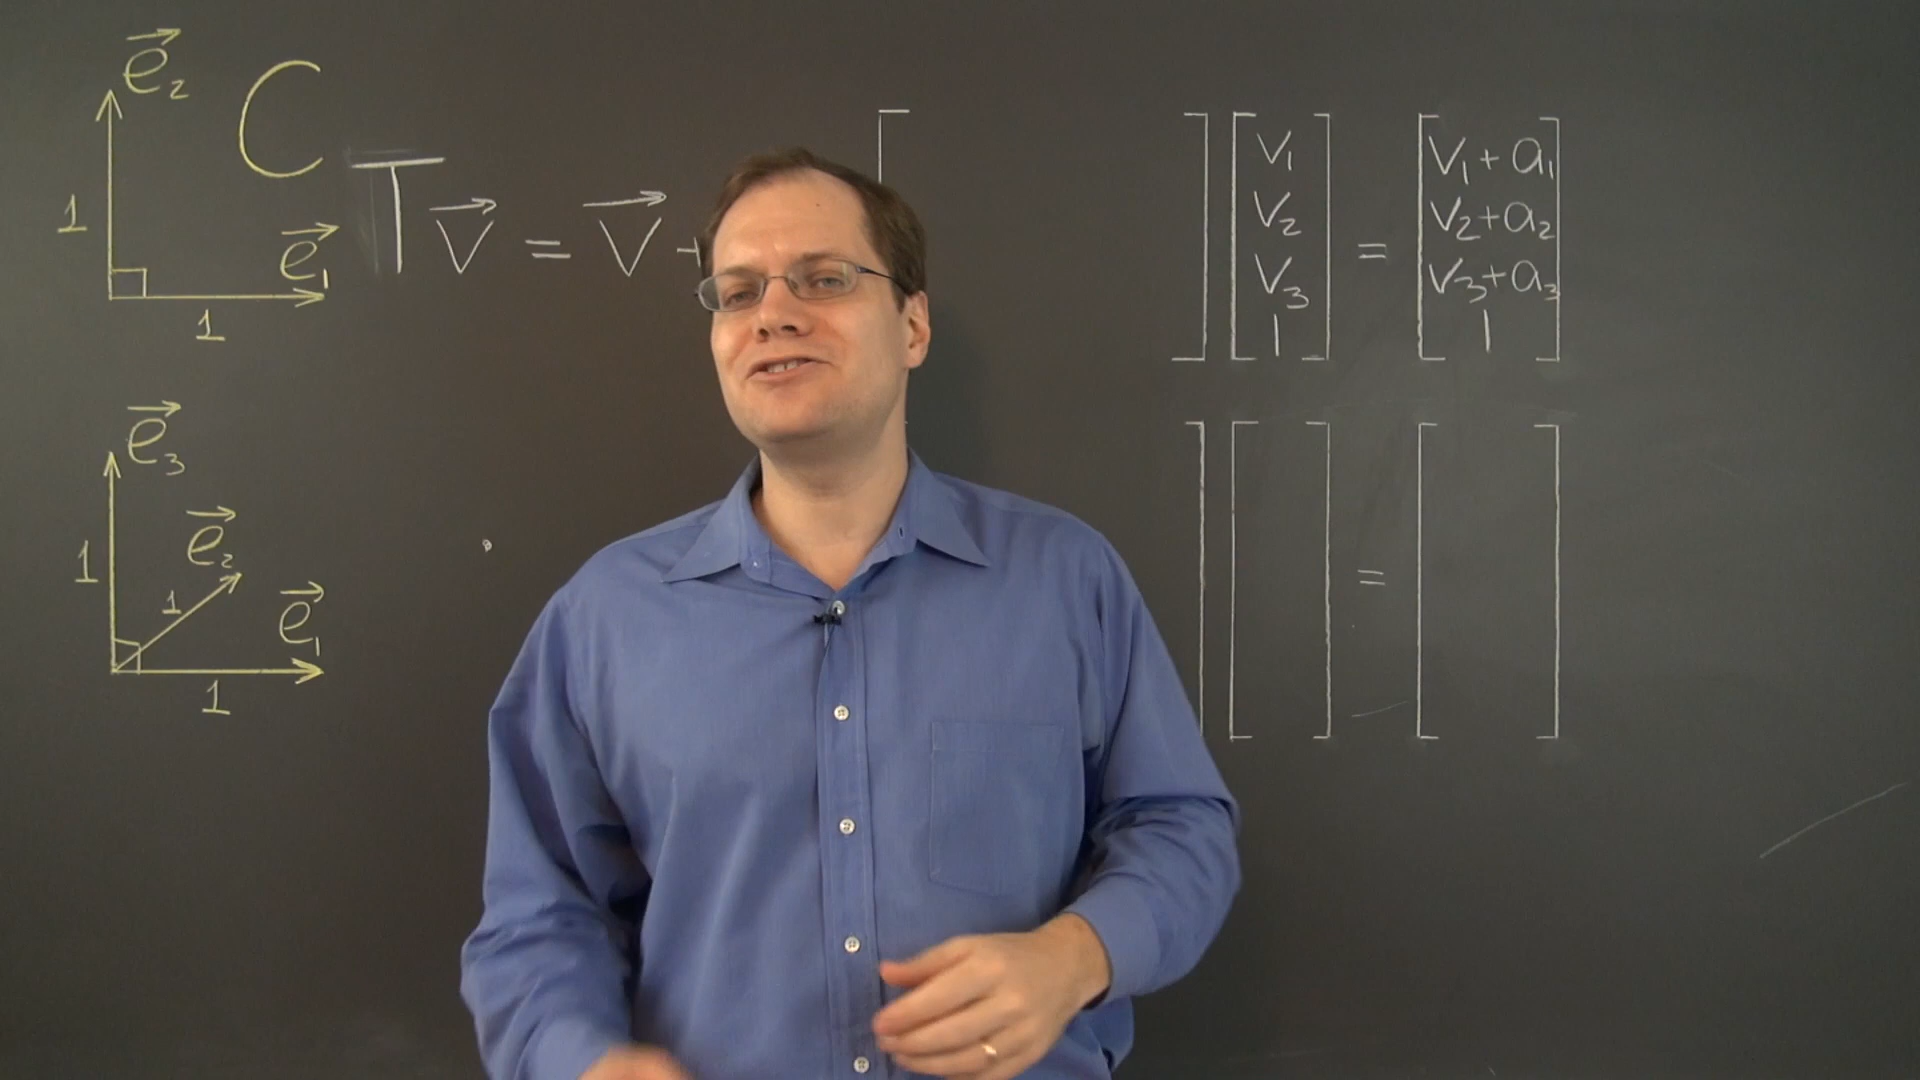 e⃗₂
C
1
e⃗₁
1
T v⃗ = v⃗ +
[ ] [v₁ v₂ v₃ 1] = [v₁ + a₁ v₂ + a₂ v₃ + a₃ 1]
e⃗₃
e⃗₂
1
1
e⃗₁
1
] [ ] = [ ]